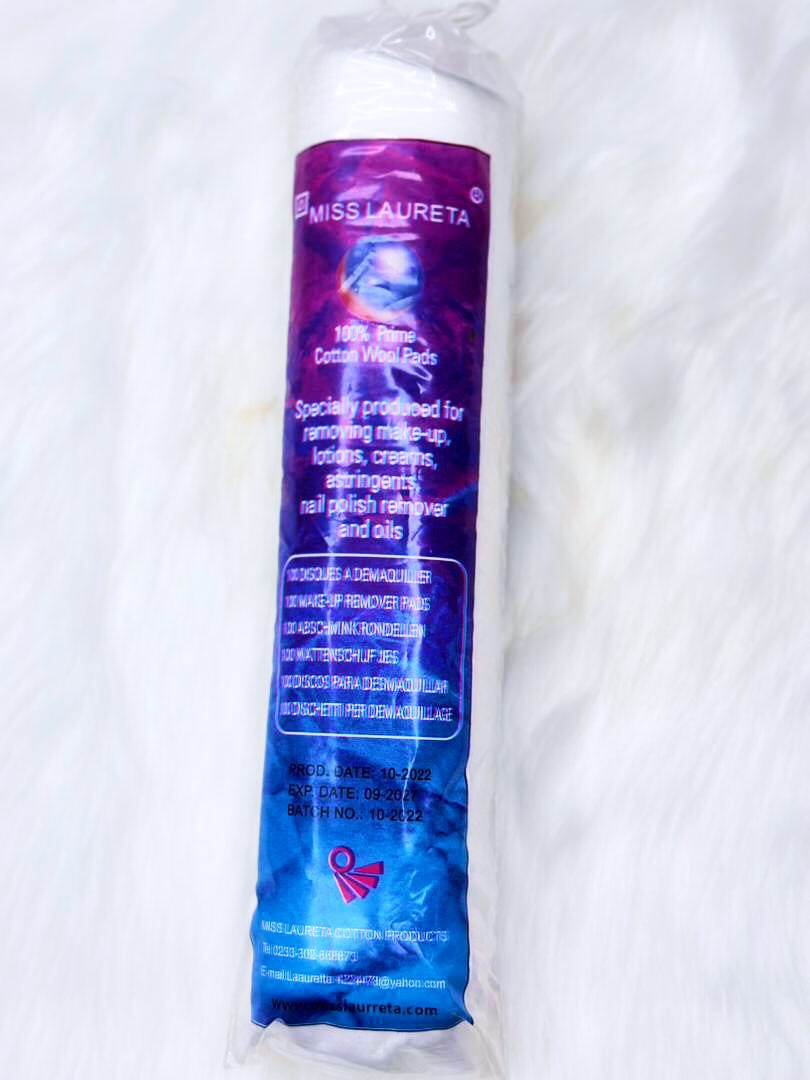 MISS LAURETA ®
100% Prime
Cotton Wool Pads
Specially produced for
removing make-up,
lotions, creams,
astringents,
nail polish remover
and oils
100 DISQUES A DEMAQUILLER
100 MAKE-UP REMOVER PADS
100 ABSCHMINK RONDELLEN
100
100 DISCOS PARA DESMAQUILLAR
100 DISCHETTI PER DEMAQUILLAGE
PROD. DATE: 10-2022
EXP. DATE: 09-2027
BATCH NO.: 10-2022
MISS LAURETA COTTON PRODUCTS
Tel:
E-mail: